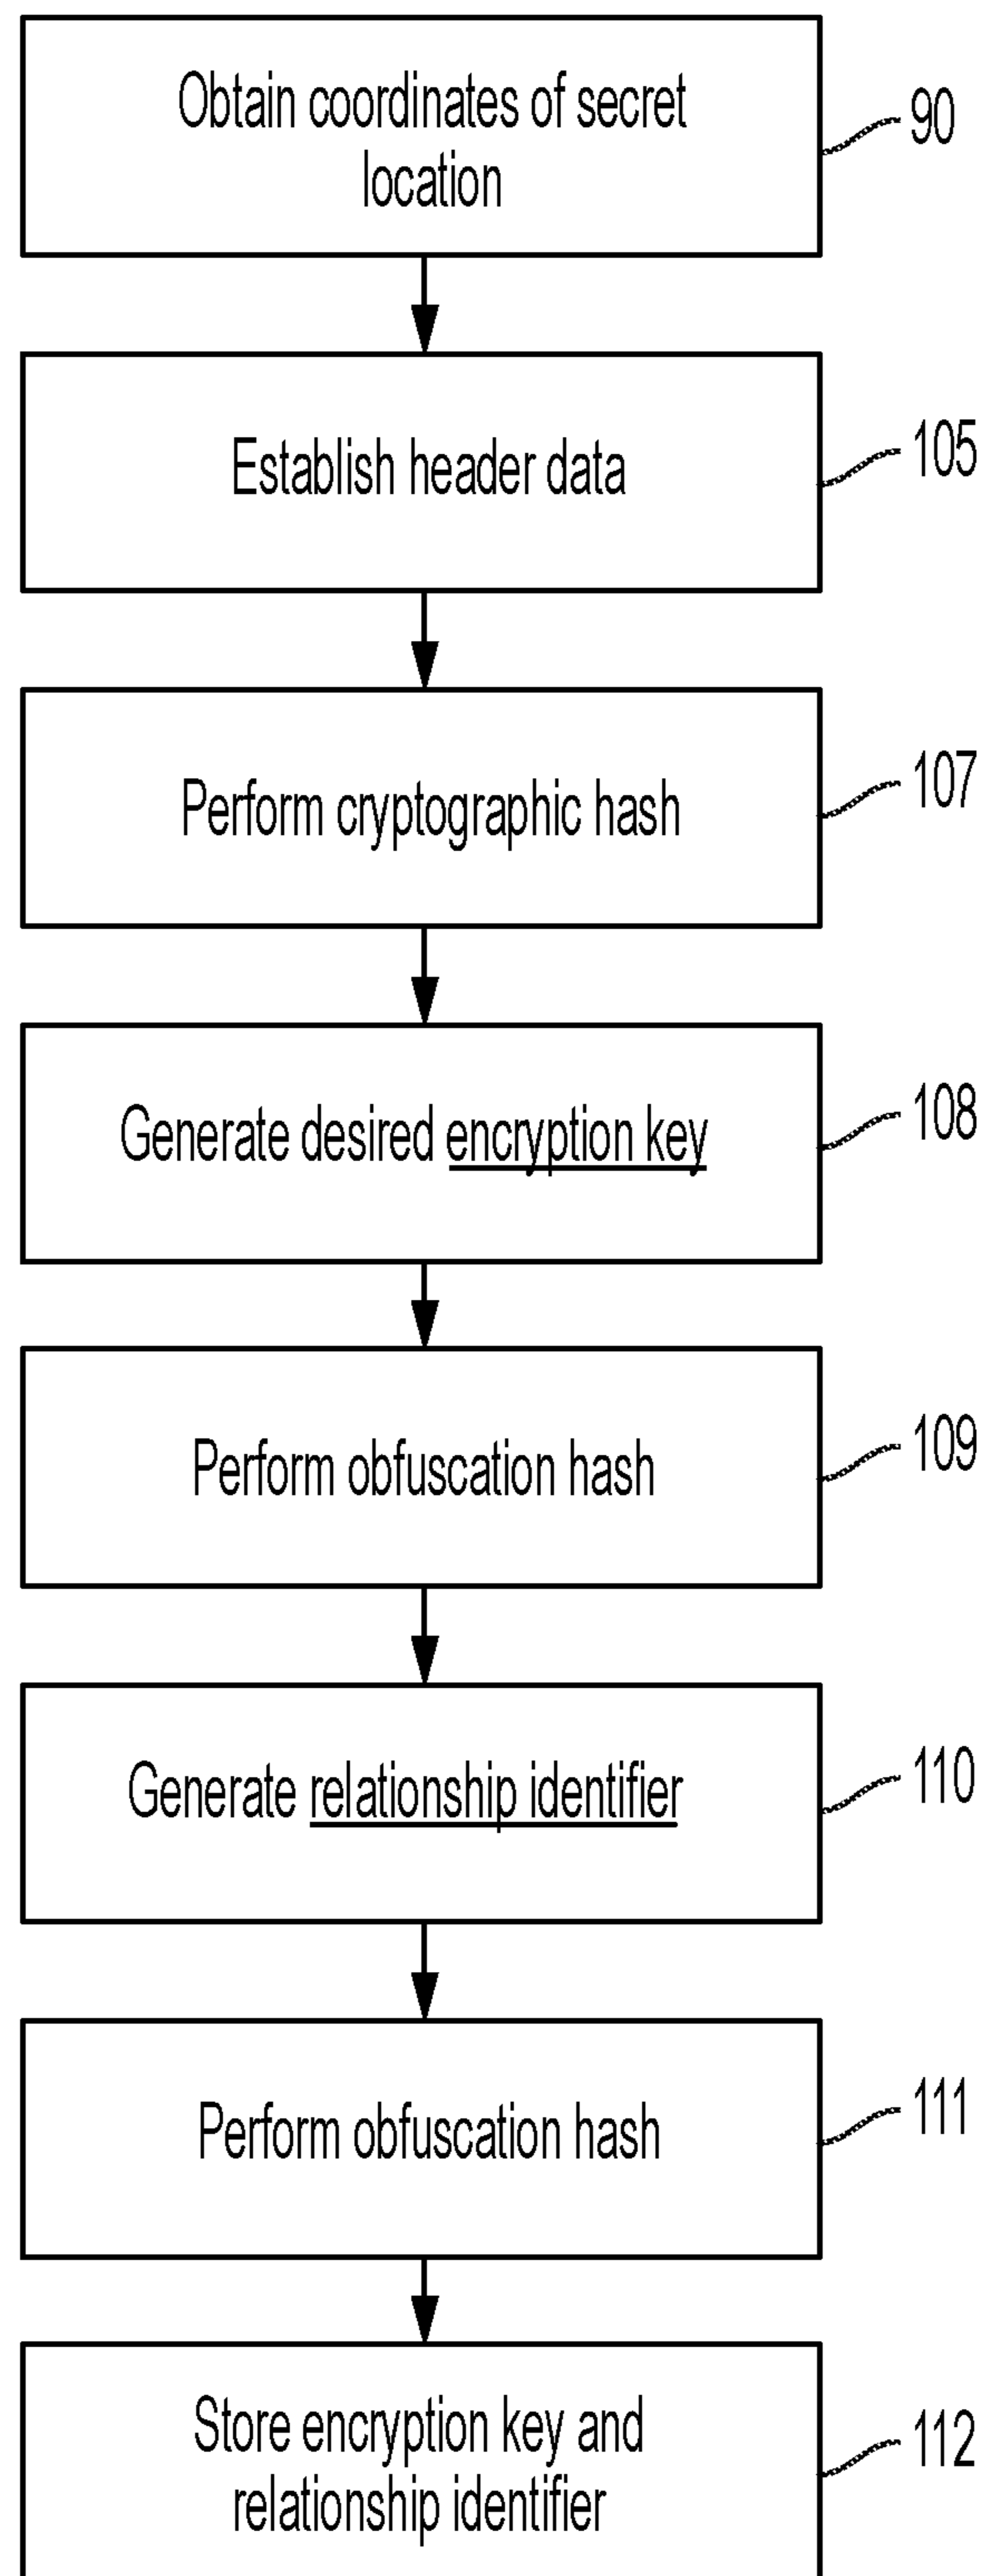 Obtain coordinates of secret
location
90
Establish header data
105
Perform cryptographic hash
107
Generate desired encryption key
108
Perform obfuscation hash
109
Generate relationship identifier
110
Perform obfuscation hash
111
Store encryption key and
relationship identifier
112